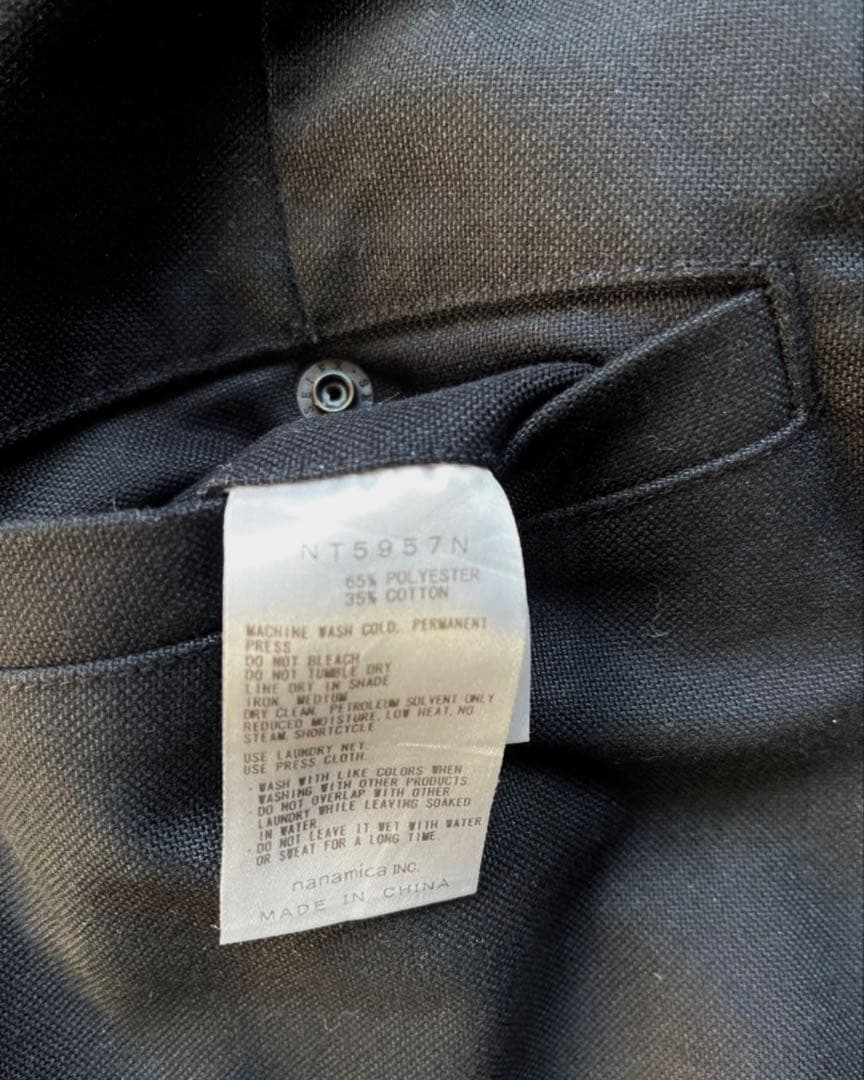 NT5957N
65% POLYESTER
35% COTTON
MACHINE WASH COLD, PERMANENT
PRESS
DO NOT BLEACH
DO NOT TUMBLE DRY
LINE DRY IN SHADE
IRON, MEDIUM
DRY CLEAN, PETROLEUM SOLVENT ONLY
REDUCED MOISTURE, LOW HEAT, NO
STEAM, SHORTCYCLE
USE LAUNDRY NET.
USE PRESS CLOTH.
・WASH WITH LIKE COLORS WHEN
WASHING WITH OTHER PRODUCTS.
・DO NOT OVERLAP WITH OTHER
LAUNDRY WHILE LEAVING SOAKED
IN WATER.
・DO NOT LEAVE IT WET WITH WATER
OR SWEAT FOR A LONG TIME.
nanamica INC.
MADE IN CHINA